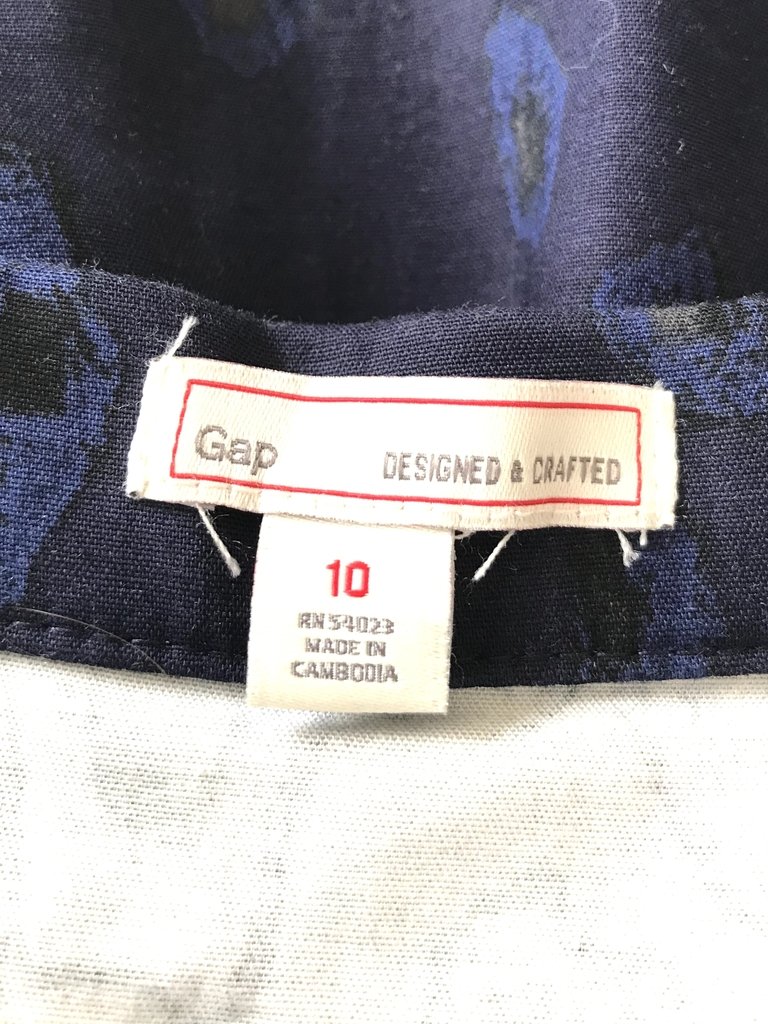 Gap
DESIGNED & CRAFTED
10
RN 54023
MADE IN
CAMBODIA